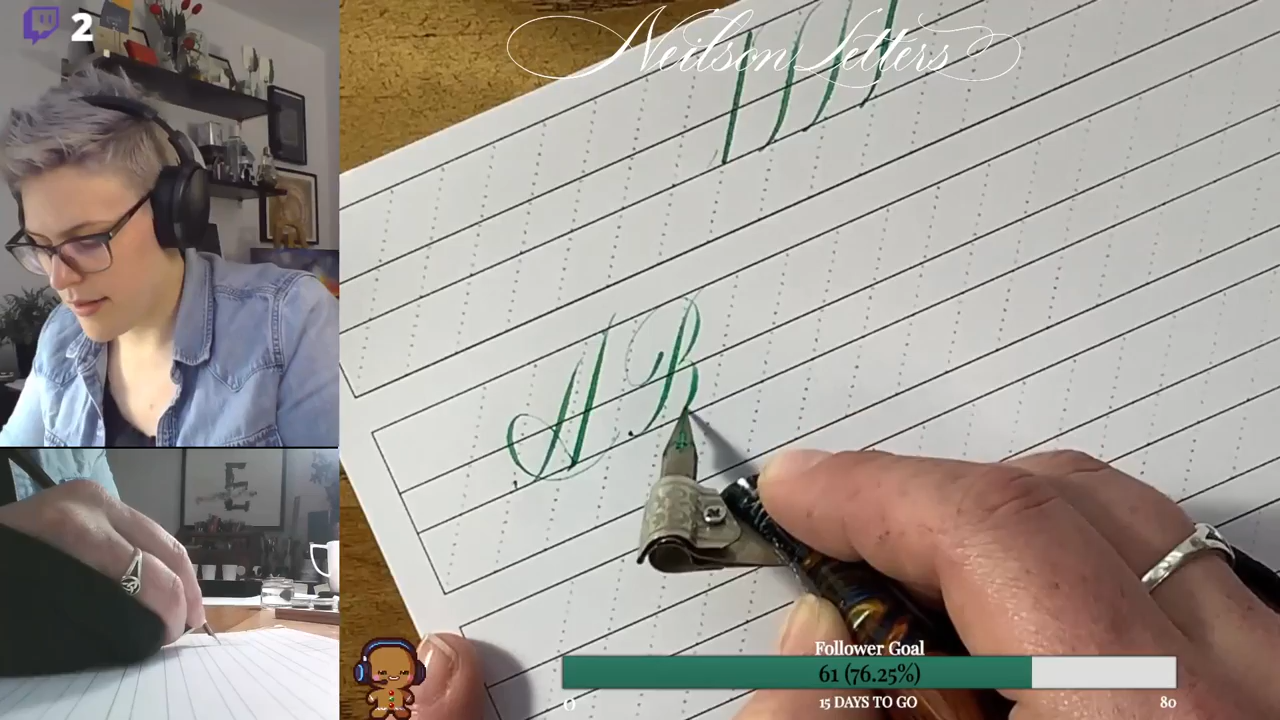 2
Neilson Letters
A B
Follower Goal
61 (76.25%)
0 15 DAYS TO GO 80